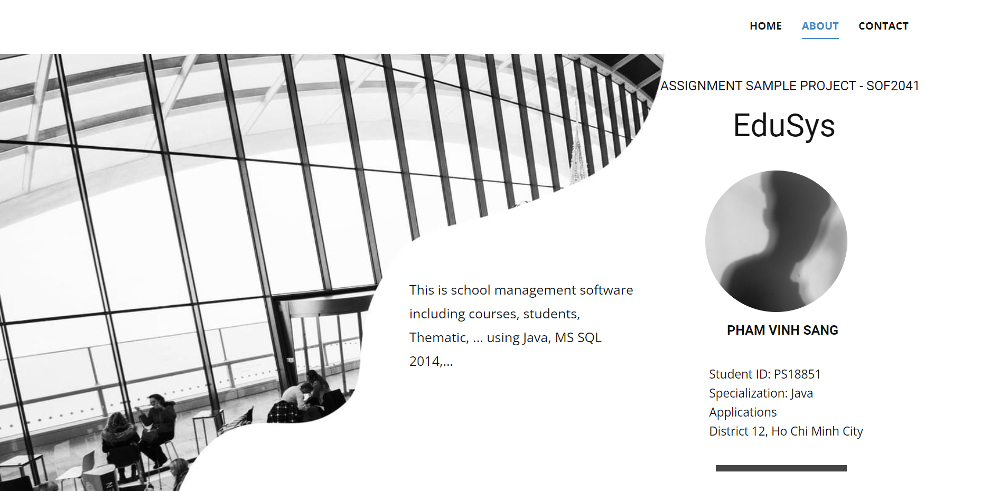 HOME ABOUT CONTACT
ASSIGNMENT SAMPLE PROJECT - SOF2041
EduSys
This is school management software
including courses, students,
Thematic, ... using Java, MS SQL
2014,...
PHAM VINH SANG
Student ID: PS18851
Specialization: Java
Applications
District 12, Ho Chi Minh City